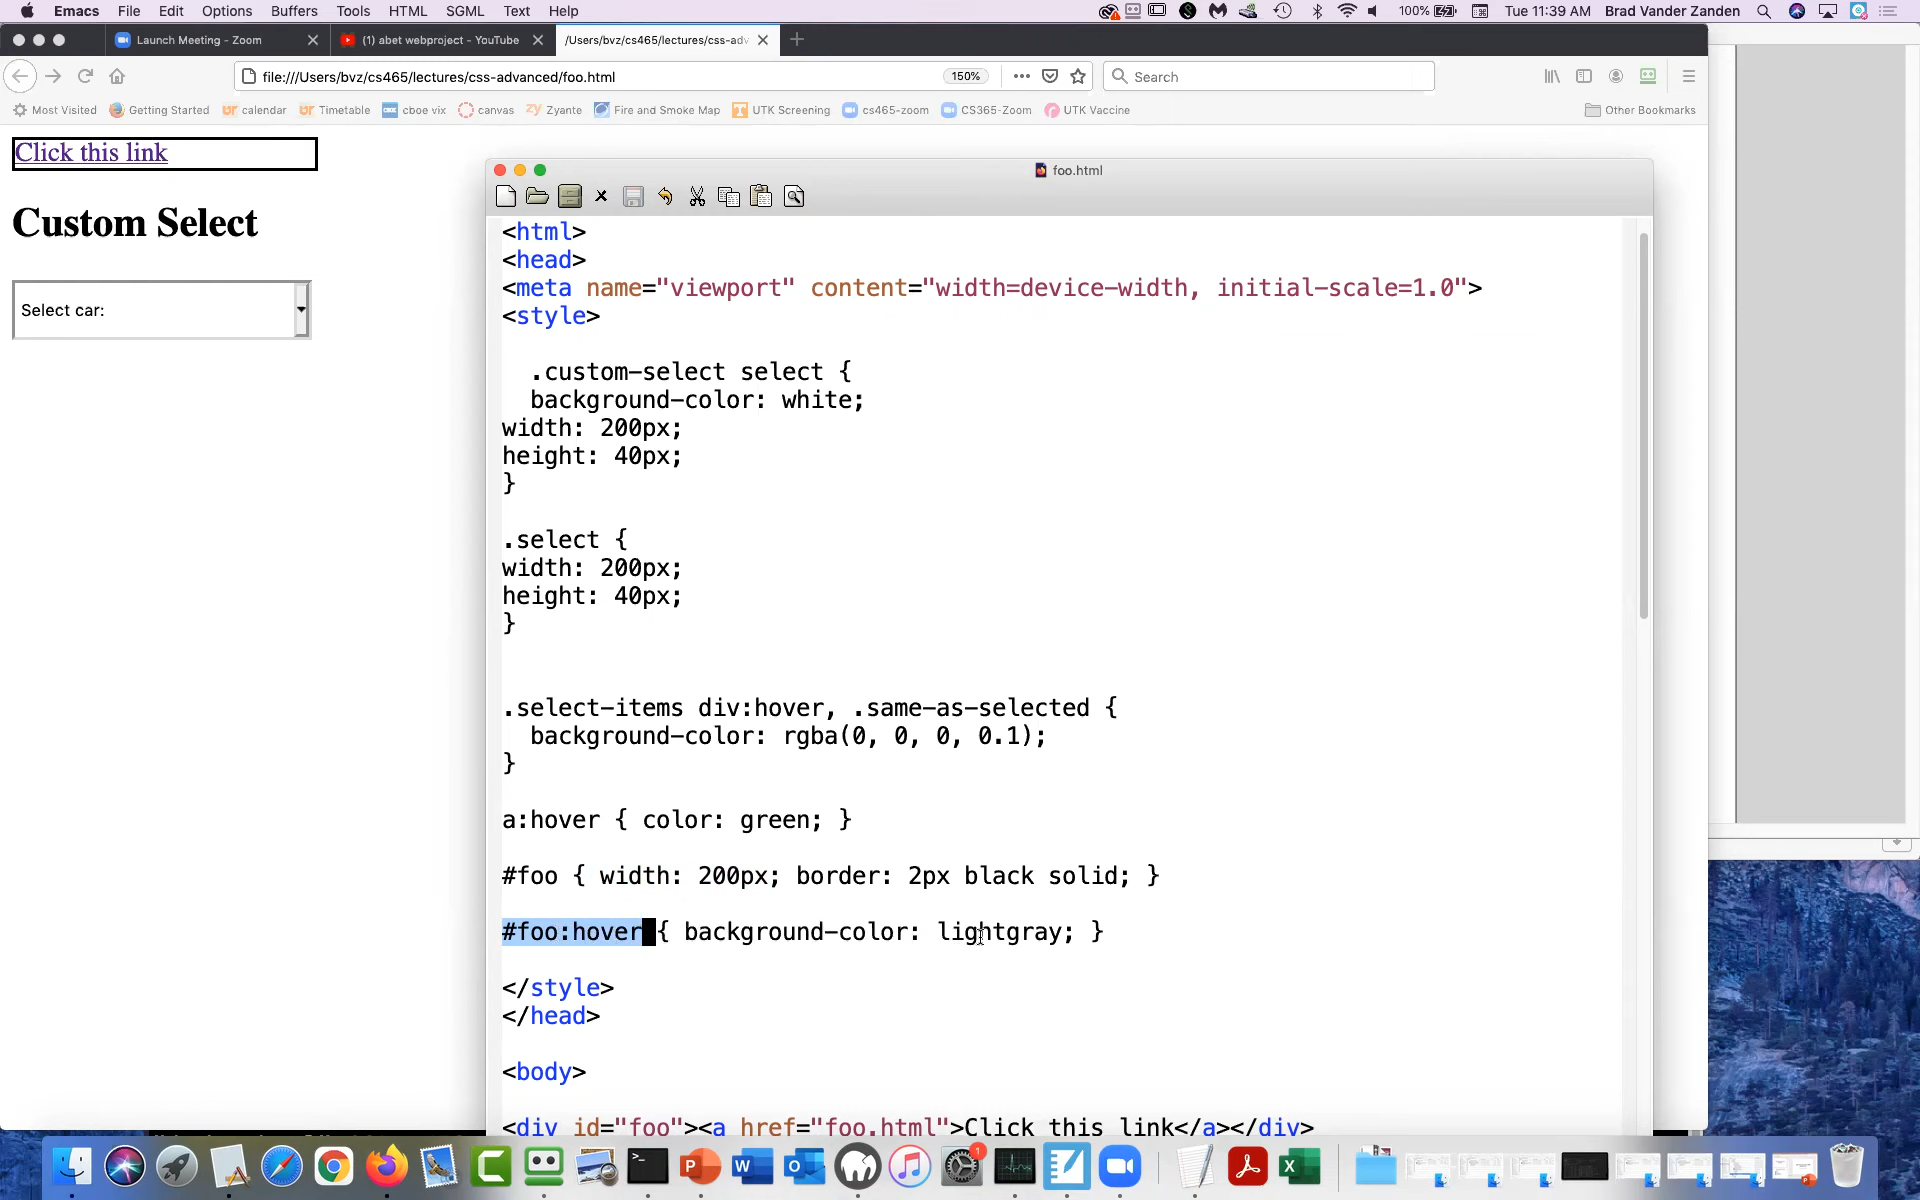 Emacs File Edit Options Buffers Tools HTML SGML Text Help 100% Tue 11:39 AM Brad Vander Zanden
Launch Meeting - Zoom (1) abet webproject - YouTube /Users/bvz/cs465/lectures/css-adv
file:///Users/bvz/cs465/lectures/css-advanced/foo.html 150% Search
Most Visited Getting Started calendar Timetable cboe vix canvas Zyante Fire and Smoke Map UTK Screening cs465-zoom CS365-Zoom UTK Vaccine Other Bookmarks
Click this link
Custom Select
Select car:
foo.html
<html>
<head>
<meta name="viewport" content="width=device-width, initial-scale=1.0">
<style>
.custom-select select {
background-color: white;
width: 200px;
height: 40px;
}
.select {
width: 200px;
height: 40px;
}
.select-items div:hover, .same-as-selected {
background-color: rgba(0, 0, 0, 0.1);
}
a:hover { color: green; }
#foo { width: 200px; border: 2px black solid; }
#foo:hover { background-color: lightgray; }
</style>
</head>
<body>
<div id="foo"><a href="foo.html">Click this link</a></div>